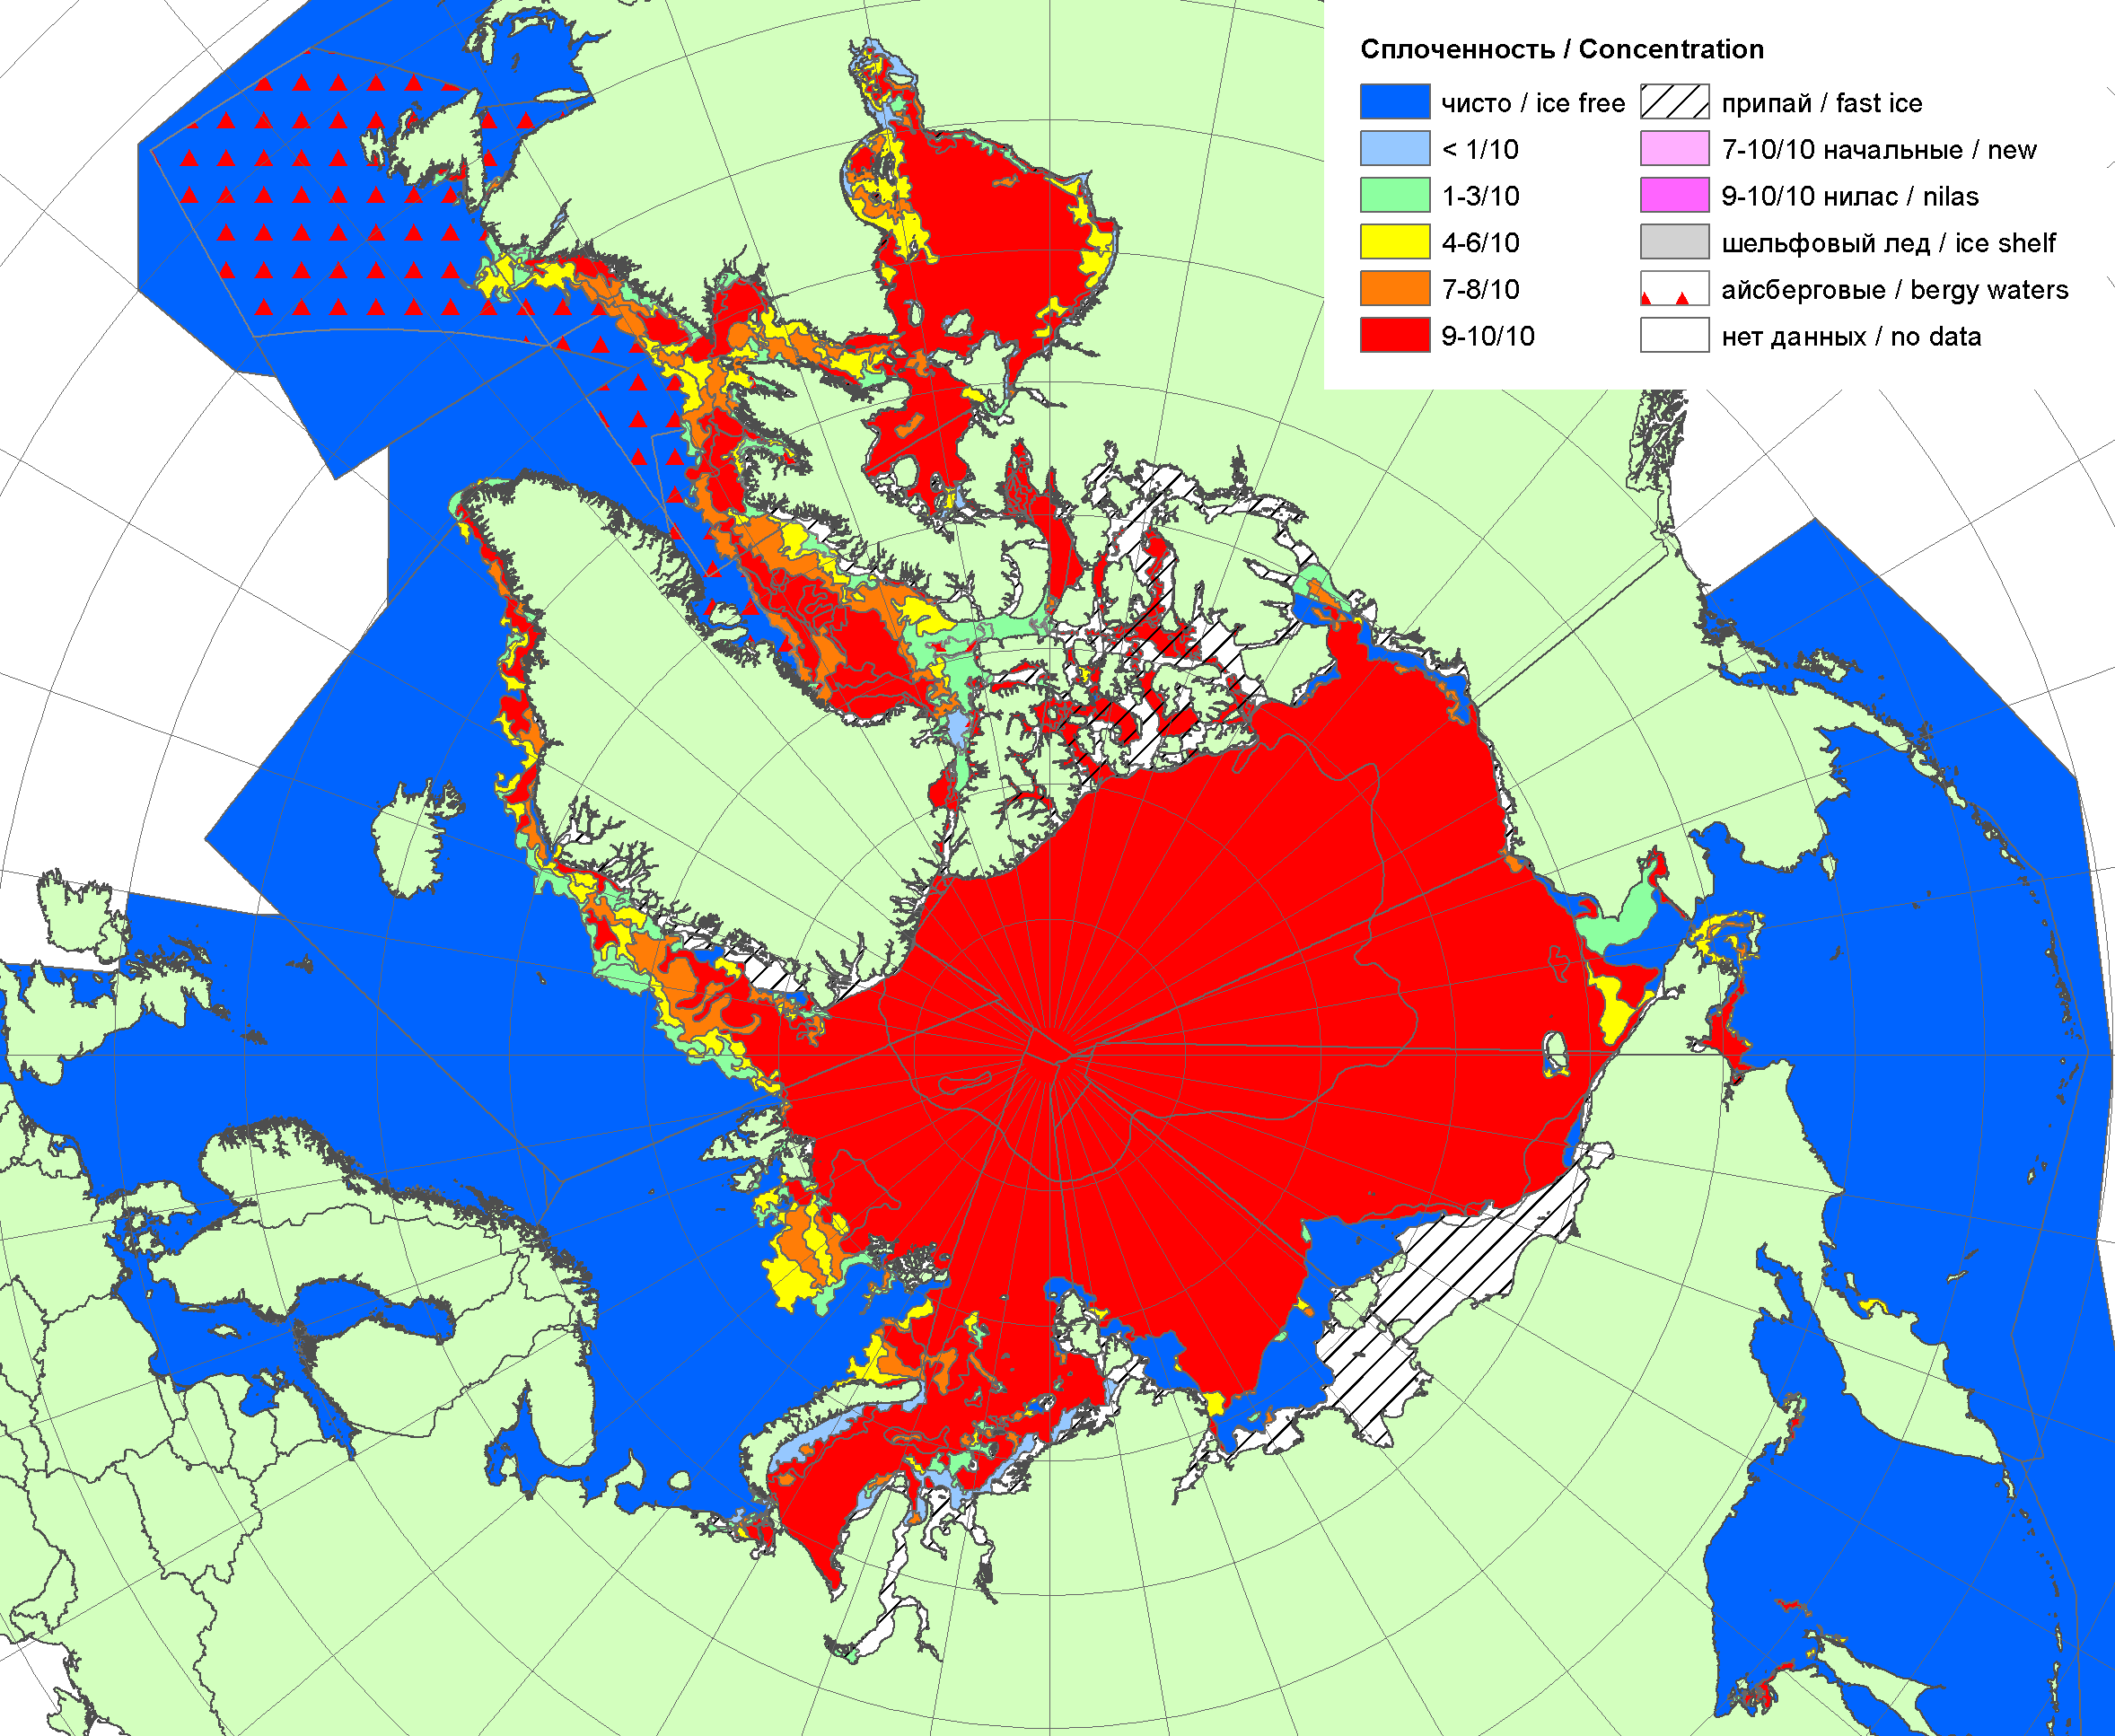 Сплоченность / Concentration
чисто / ice free
< 1/10
1-3/10
4-6/10
7-8/10
9-10/10
припай / fast ice
7-10/10 начальные / new
9-10/10 нилас / nilas
шельфовый лед / ice shelf
айсберговые / bergy waters
нет данных / no data